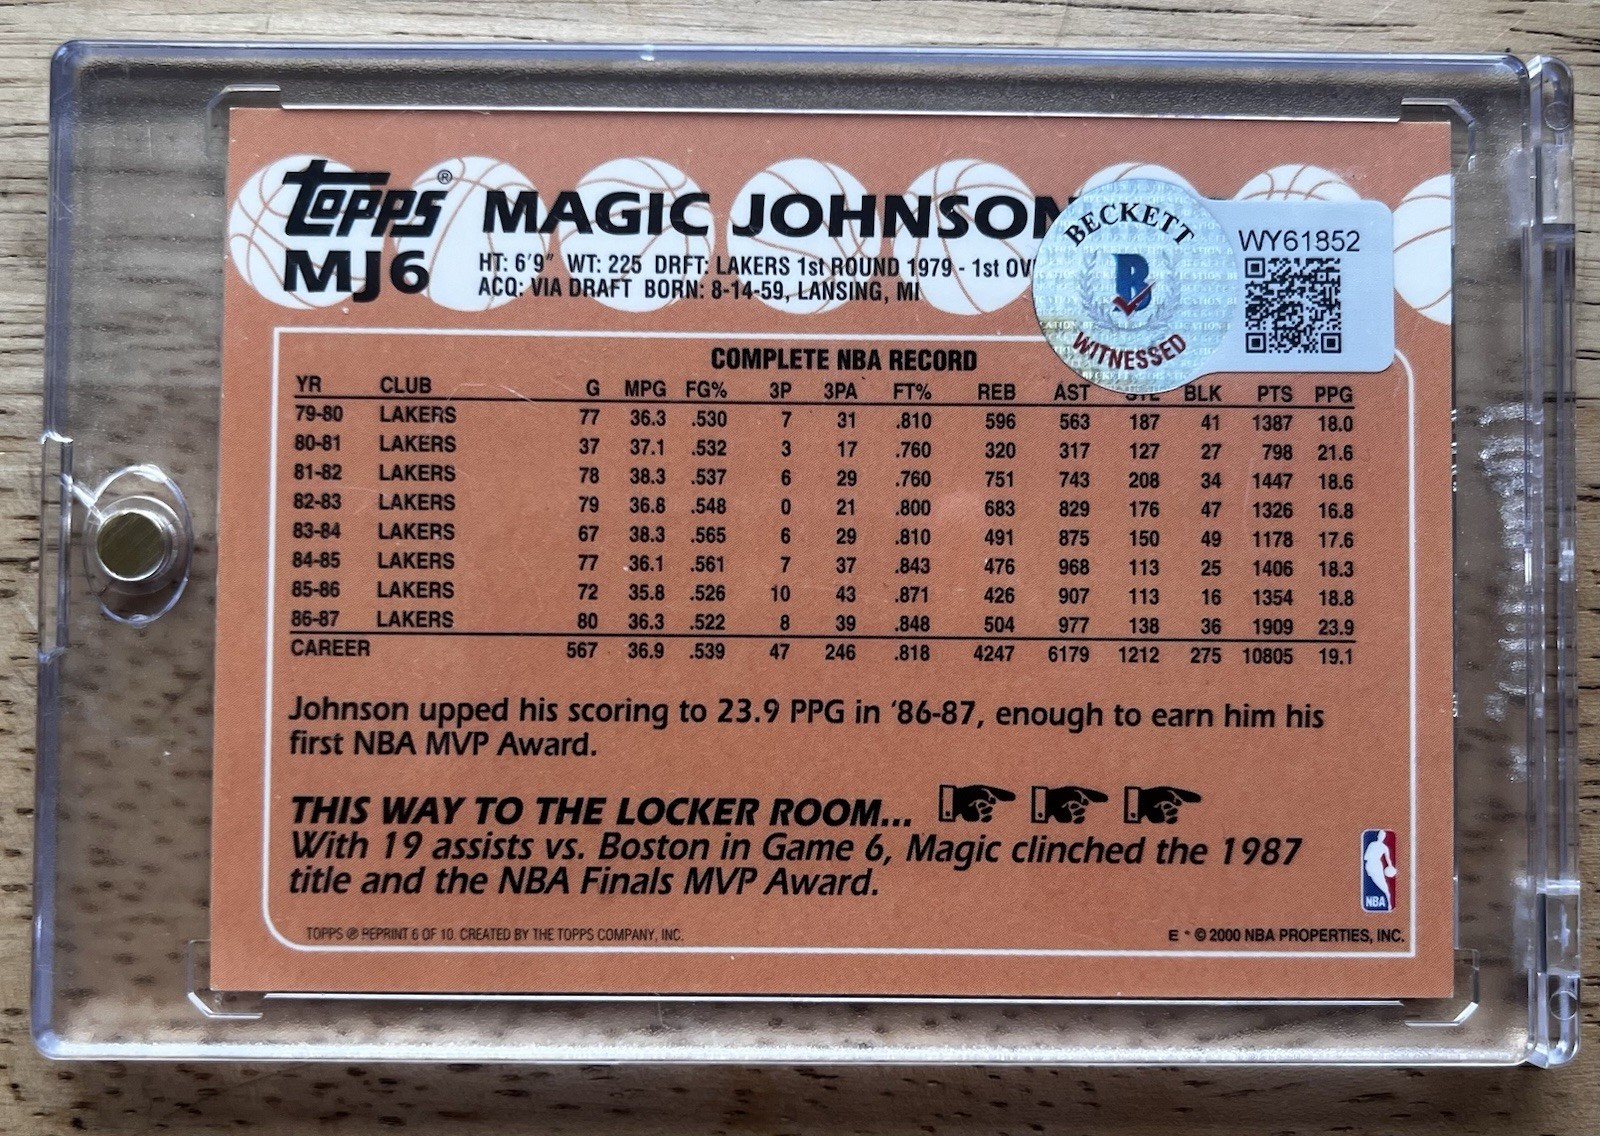 TOPPS®
MJ6
MAGIC JOHNSON
HT: 6'9" WT: 225 DRFT: LAKERS 1st ROUND 1979 - 1st OV
ACQ: VIA DRAFT BORN: 8-14-59, LANSING, MI
BECKETT
B
WITNESSED
WY61852
COMPLETE NBA RECORD
YR CLUB G MPG FG% 3P 3PA FT% REB AST STL BLK PTS PPG
79-80 LAKERS 77 36.3 .530 7 31 .810 596 563 187 41 1387 18.0
80-81 LAKERS 37 37.1 .532 3 17 .760 320 317 127 27 798 21.6
81-82 LAKERS 78 38.3 .537 6 29 .760 751 743 208 34 1447 18.6
82-83 LAKERS 79 36.8 .548 0 21 .800 683 829 176 47 1326 16.8
83-84 LAKERS 67 38.3 .565 6 29 .810 491 875 150 49 1178 17.6
84-85 LAKERS 77 36.1 .561 7 37 .843 476 968 113 25 1406 18.3
85-86 LAKERS 72 35.8 .526 10 43 .871 426 907 113 16 1354 18.8
86-87 LAKERS 80 36.3 .522 8 39 .848 504 977 138 36 1909 23.9
CAREER 567 36.9 .539 47 246 .818 4247 6179 1212 275 10805 19.1
Johnson upped his scoring to 23.9 PPG in '86-87, enough to earn him his
first NBA MVP Award.
THIS WAY TO THE LOCKER ROOM...
With 19 assists vs. Boston in Game 6, Magic clinched the 1987
title and the NBA Finals MVP Award.
NBA
TOPPS ® REPRINT 6 OF 10. CREATED BY THE TOPPS COMPANY, INC.
E * © 2000 NBA PROPERTIES, INC.